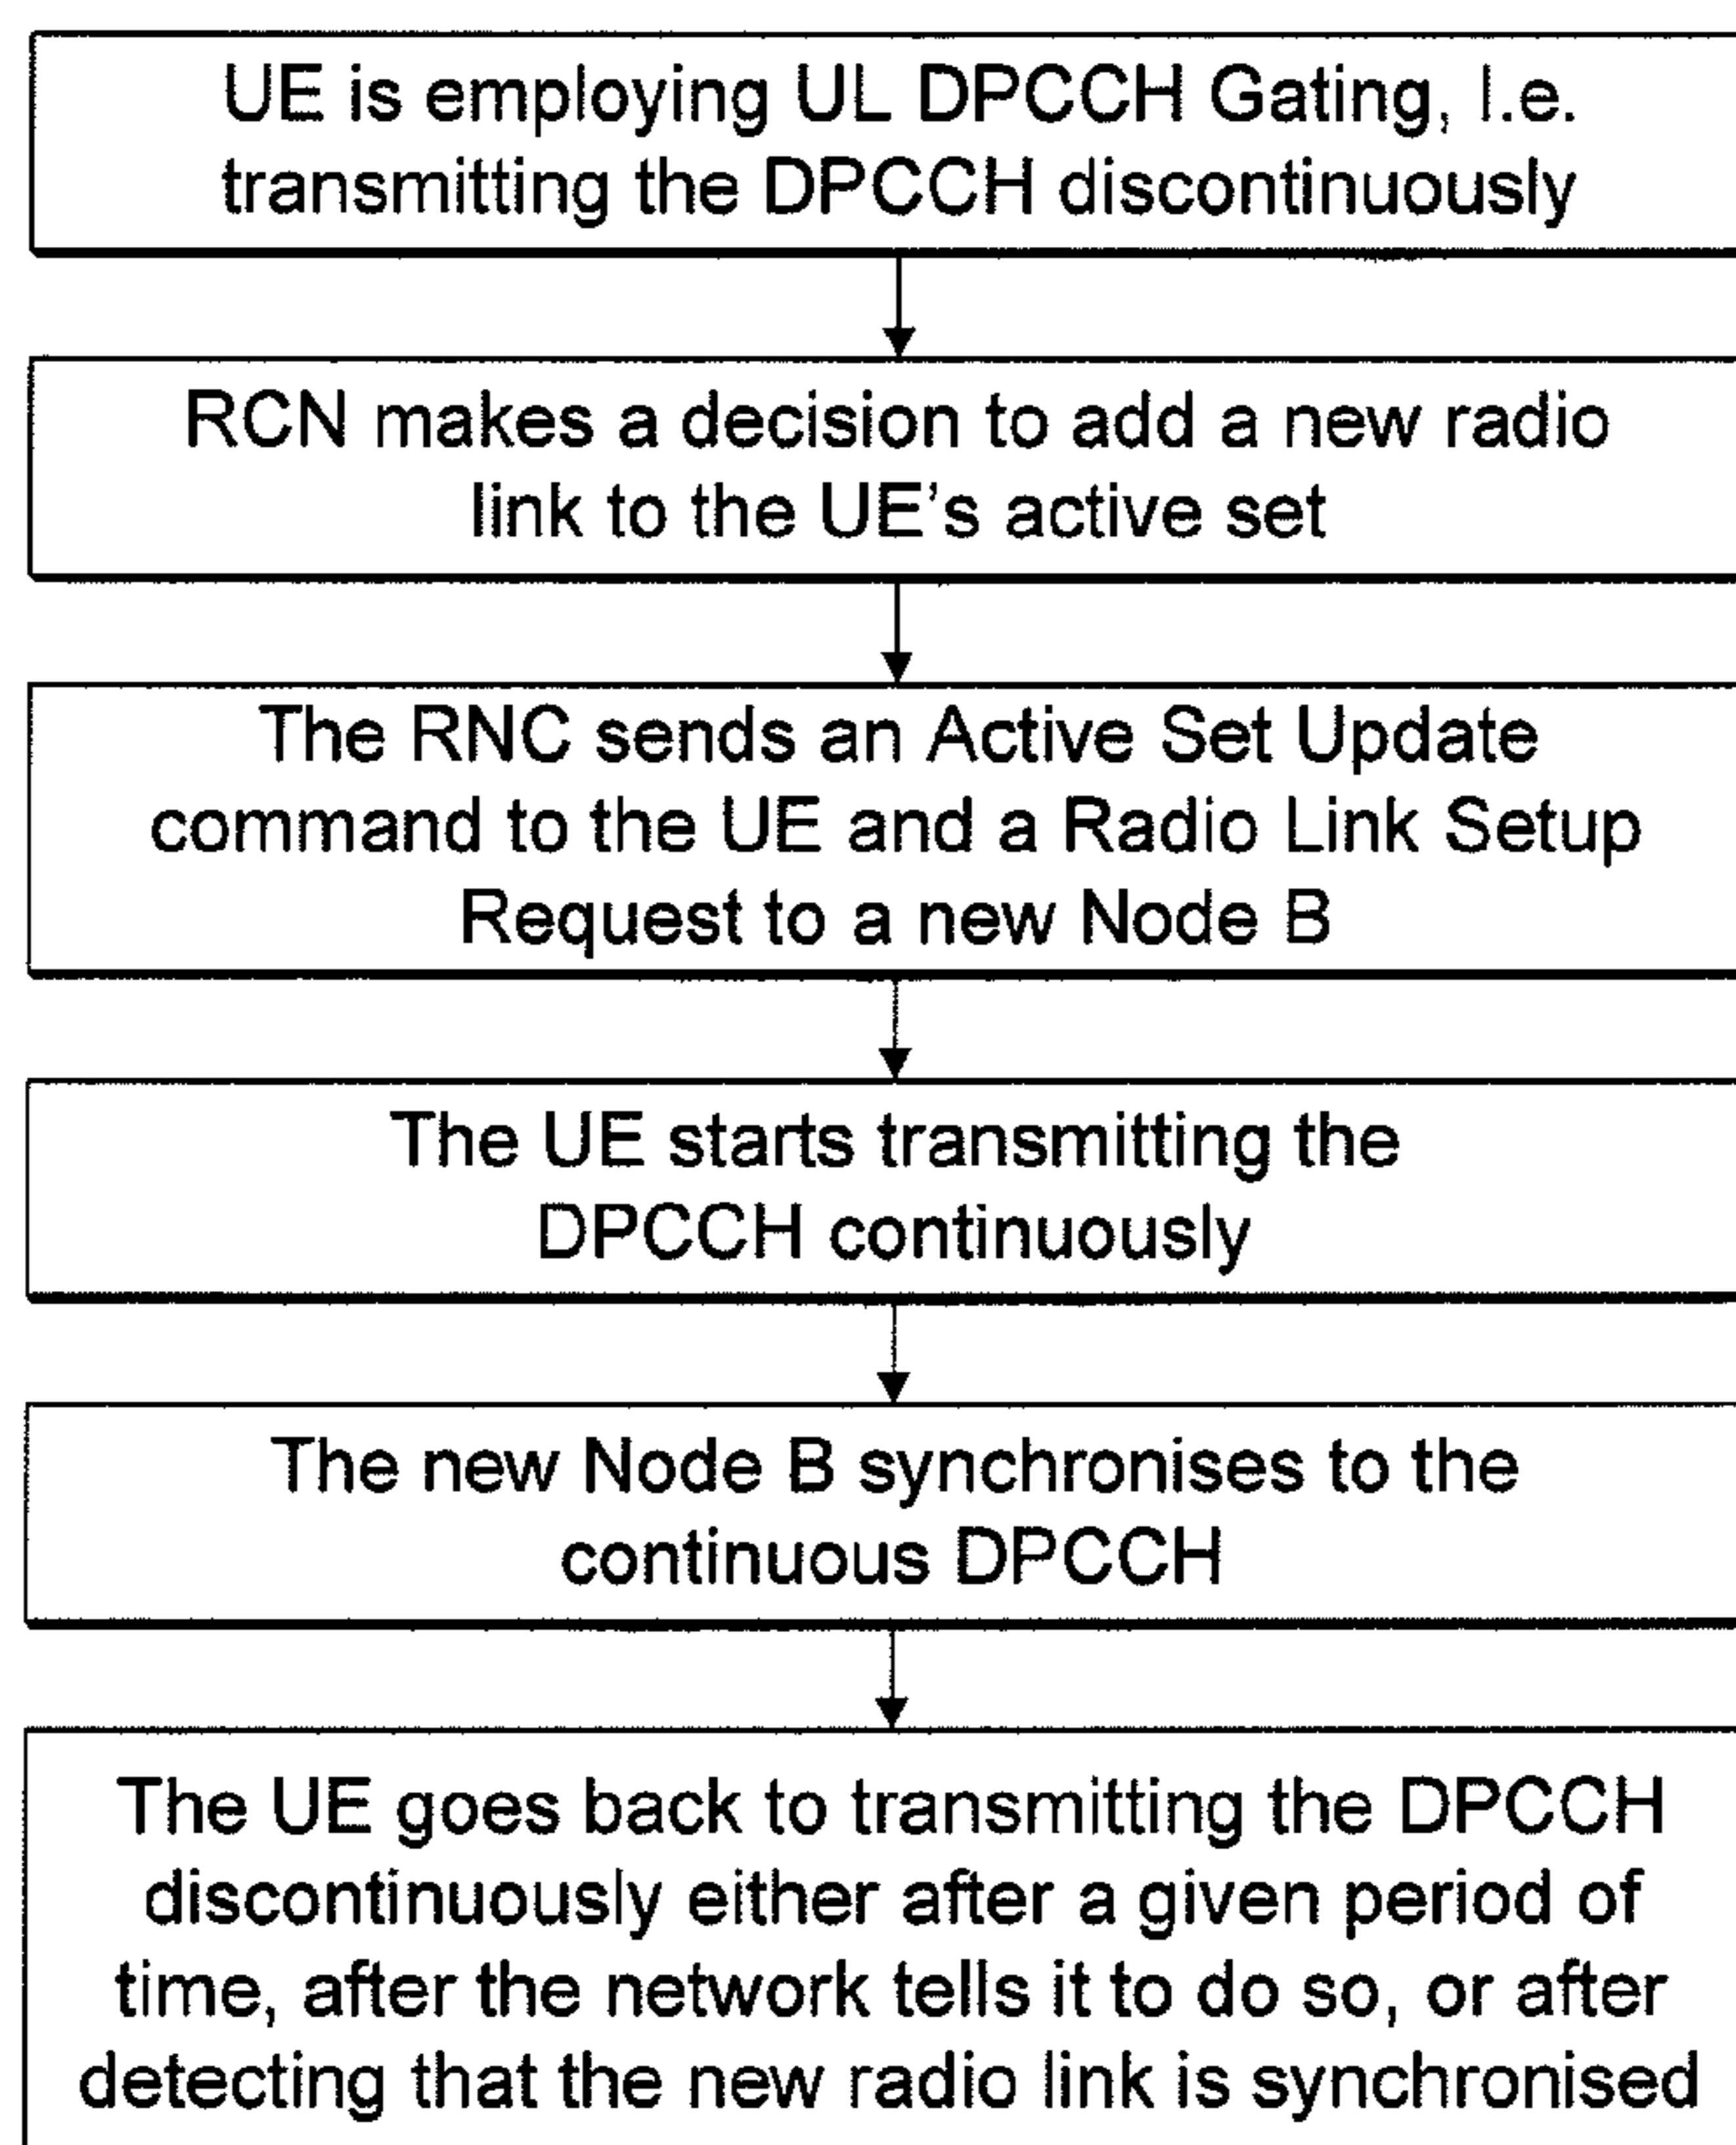 UE is employing UL DPCCH Gating, I.e.
transmitting the DPCCH discontinuously
RCN makes a decision to add a new radio
link to the UE's active set
The RNC sends an Active Set Update
command to the UE and a Radio Link Setup
Request to a new Node B
The UE starts transmitting the
DPCCH continuously
The new Node B synchronises to the
continuous DPCCH
The UE goes back to transmitting the DPCCH
discontinuously either after a given period of
time, after the network tells it to do so, or after
detecting that the new radio link is synchronised